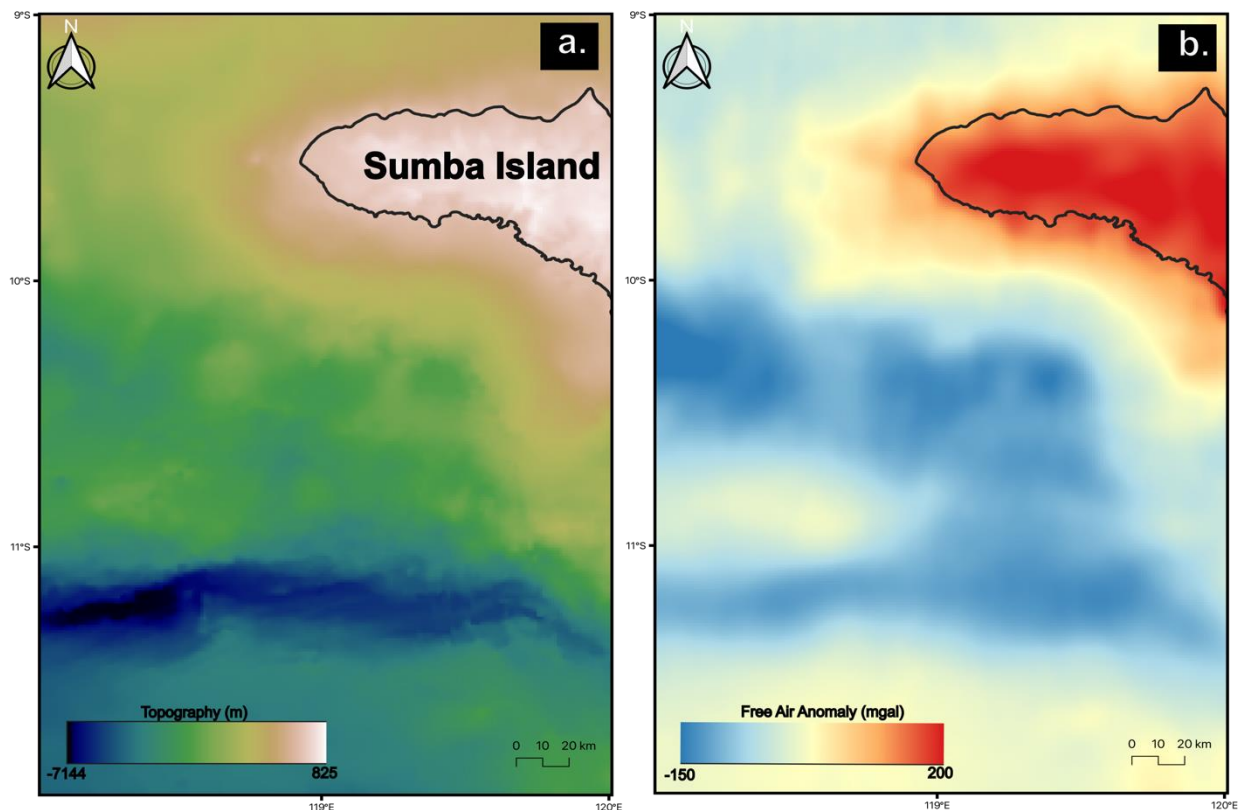 9°S
N
a.
Sumba Island
10°S
11°S
Topography (m)
-7144 825
0 10 20 km
119°E 120°E
9°S
N
b.
10°S
11°S
Free Air Anomaly (mgal)
-150 200
0 10 20 km
119°E 120°E